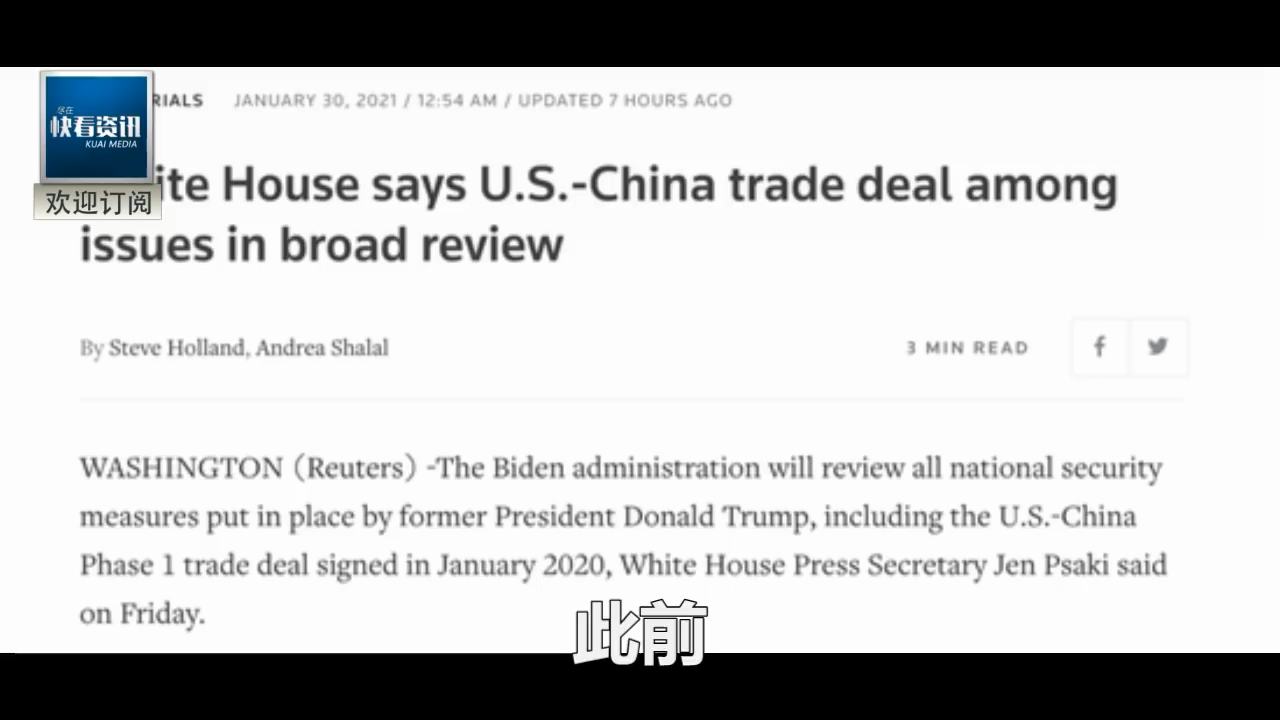 尽在
快看资讯
KUAI MEDIA
欢迎订阅
RIALS JANUARY 30, 2021 / 12:54 AM / UPDATED 7 HOURS AGO
ite House says U.S.-China trade deal among
issues in broad review
By Steve Holland, Andrea Shalal
3 MIN READ
WASHINGTON (Reuters) -The Biden administration will review all national security
measures put in place by former President Donald Trump, including the U.S.-China
Phase 1 trade deal signed in January 2020, White House Press Secretary Jen Psaki said
on Friday.
此前